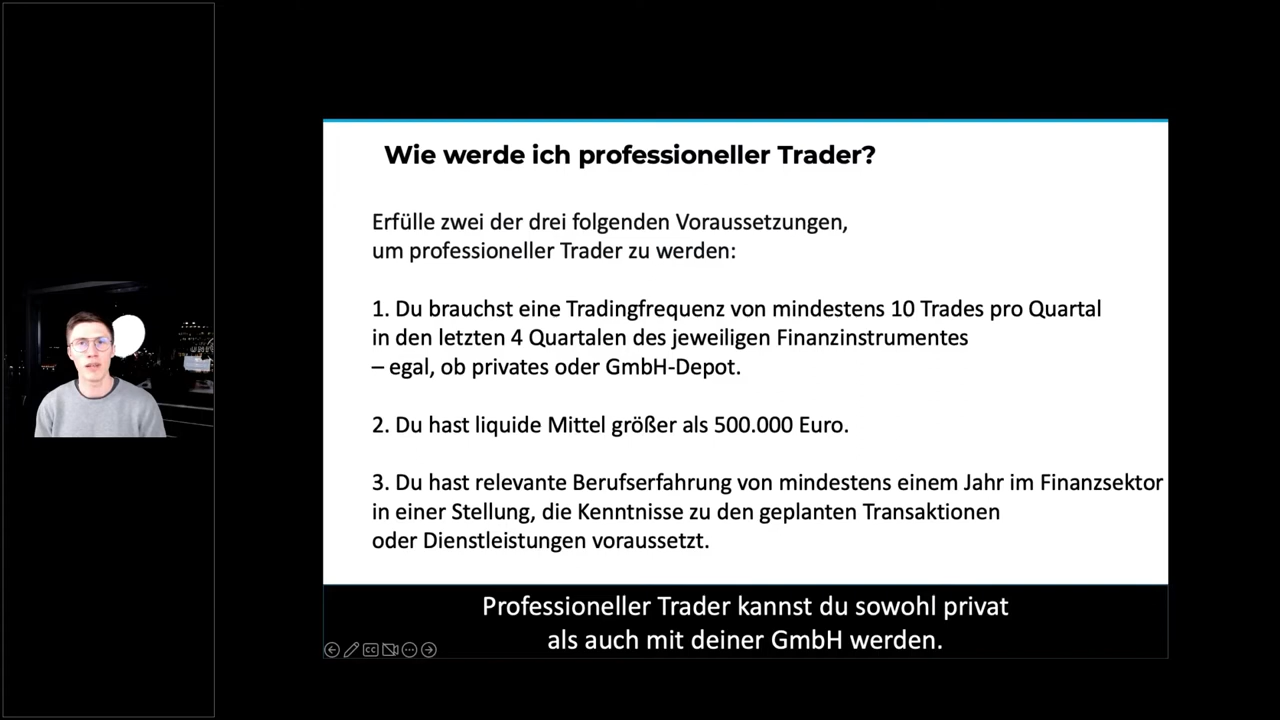 Wie werde ich professioneller Trader?
Erfülle zwei der drei folgenden Voraussetzungen,
um professioneller Trader zu werden:
1. Du brauchst eine Tradingfrequenz von mindestens 10 Trades pro Quartal
in den letzten 4 Quartalen des jeweiligen Finanzinstrumentes
– egal, ob privates oder GmbH-Depot.
2. Du hast liquide Mittel größer als 500.000 Euro.
3. Du hast relevante Berufserfahrung von mindestens einem Jahr im Finanzsektor
in einer Stellung, die Kenntnisse zu den geplanten Transaktionen
oder Dienstleistungen voraussetzt.
Professioneller Trader kannst du sowohl privat
als auch mit deiner GmbH werden.
CC